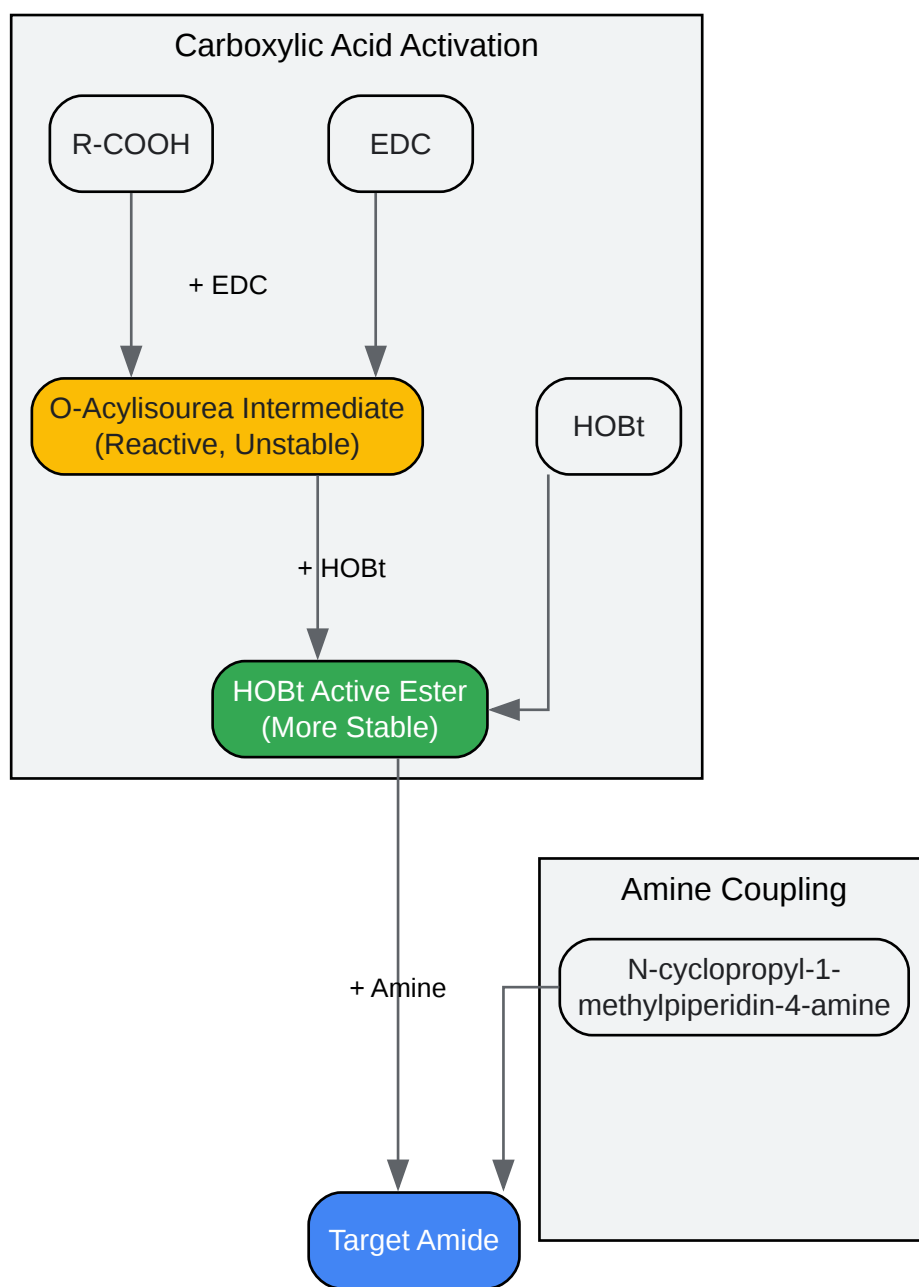 Carboxylic Acid Activation
R-COOH
EDC
+ EDC
O-Acylisourea Intermediate
(Reactive, Unstable)
HOBt
+ HOBt
HOBt Active Ester
(More Stable)
Amine Coupling
N-cyclopropyl-1-
methylpiperidin-4-amine
+ Amine
Target Amide